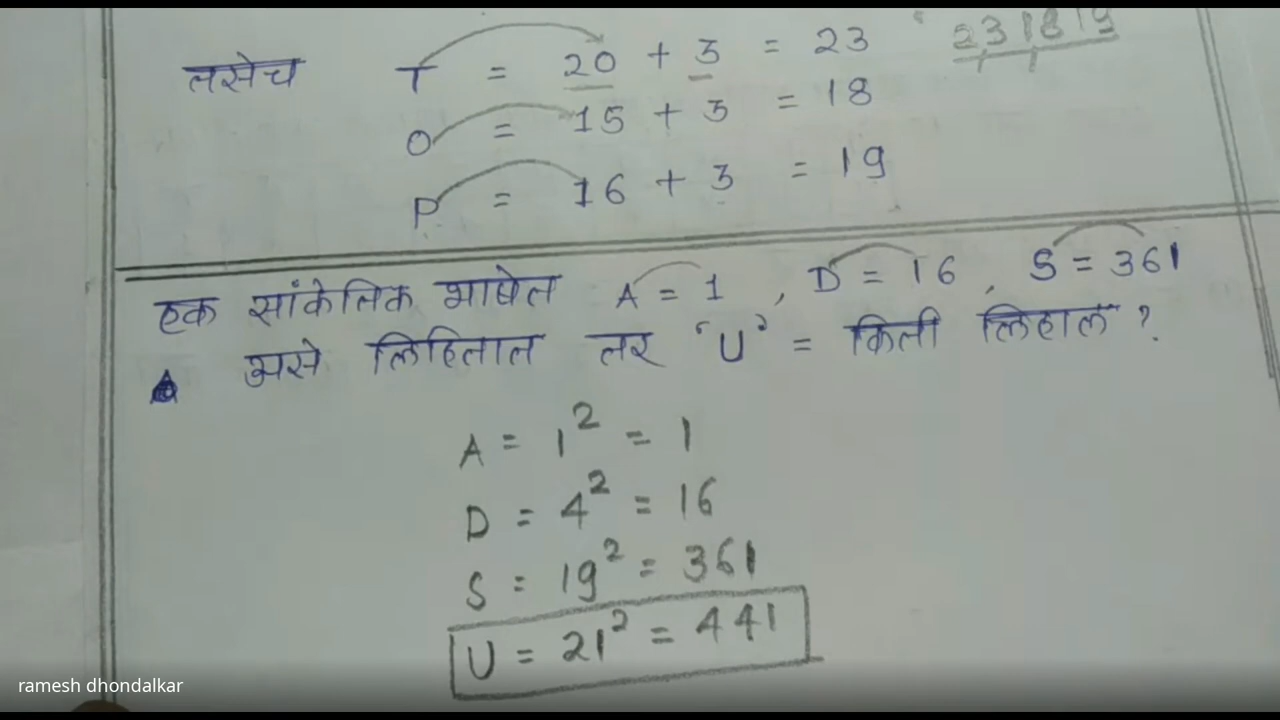 तसेच T = 20 + 3 = 23 231819
O = 15 + 3 = 18
P = 16 + 3 = 19
एक सांकेतिक भाषेत A = 1 , D = 16 , S = 361
असे लिहितात तर 'U' = किती लिहाल ?
A = 1² = 1
D = 4² = 16
S = 19² = 361
U = 21² = 441
ramesh dhondalkar